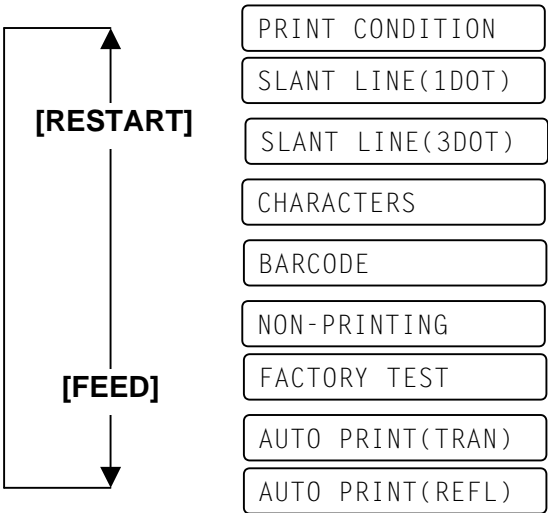 PRINT CONDITION
SLANT LINE(1DOT)
[RESTART]
SLANT LINE(3DOT)
CHARACTERS
BARCODE
NON-PRINTING
FACTORY TEST
[FEED]
AUTO PRINT(TRAN)
AUTO PRINT(REFL)